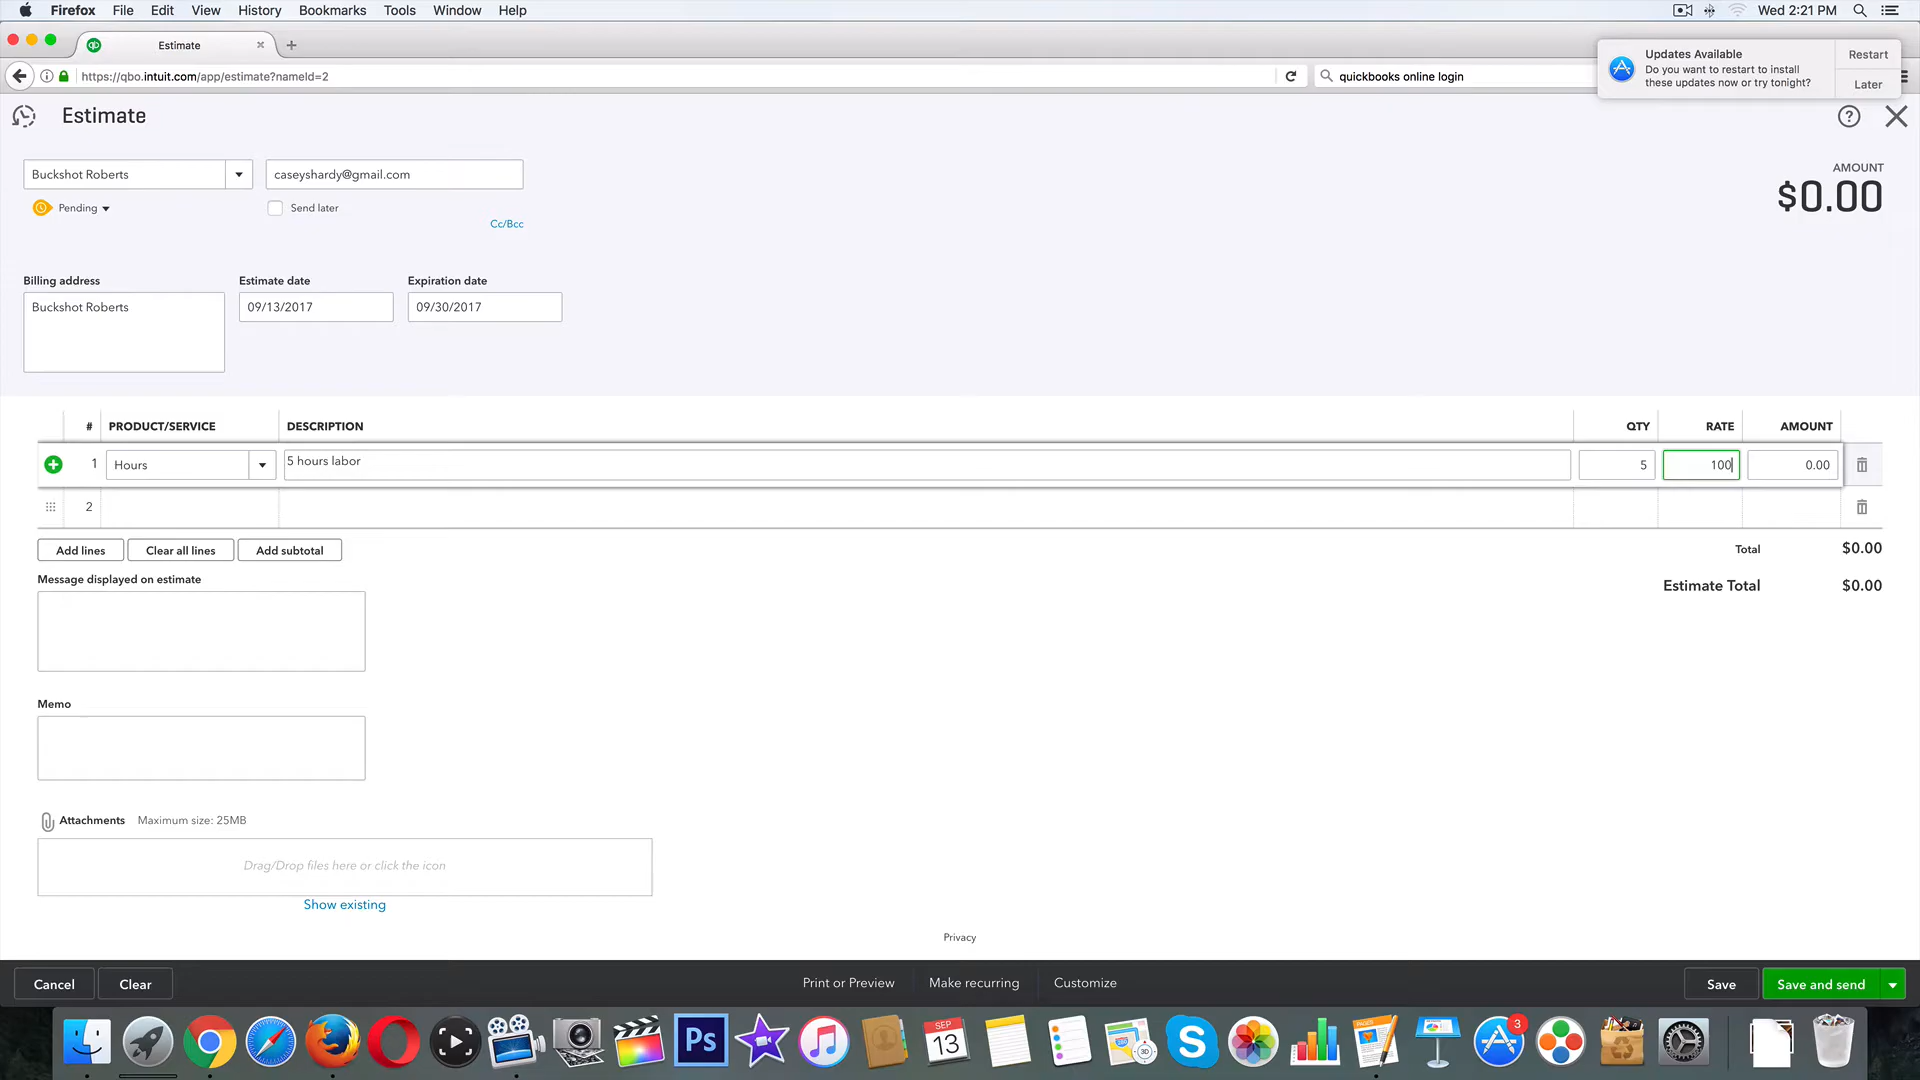 Firefox File Edit View History Bookmarks Tools Window Help Wed 2:21 PM
Estimate
https://qbo.intuit.com/app/estimate?nameId=2 quickbooks online login
Updates Available Restart
Do you want to restart to install
these updates now or try tonight? Later
Estimate
Buckshot Roberts caseyshardy@gmail.com AMOUNT
$0.00
Pending Send later
Cc/Bcc
Billing address Estimate date Expiration date
Buckshot Roberts 09/13/2017 09/30/2017
# PRODUCT/SERVICE DESCRIPTION QTY RATE AMOUNT
1 Hours 5 hours labor 5 100 0.00
2
Add lines Clear all lines Add subtotal Total $0.00
Message displayed on estimate Estimate Total $0.00
Memo
Attachments Maximum size: 25MB
Drag/Drop files here or click the icon
Show existing
Privacy
Cancel Clear Print or Preview Make recurring Customize Save Save and send
Ps SEP 13 3D 3